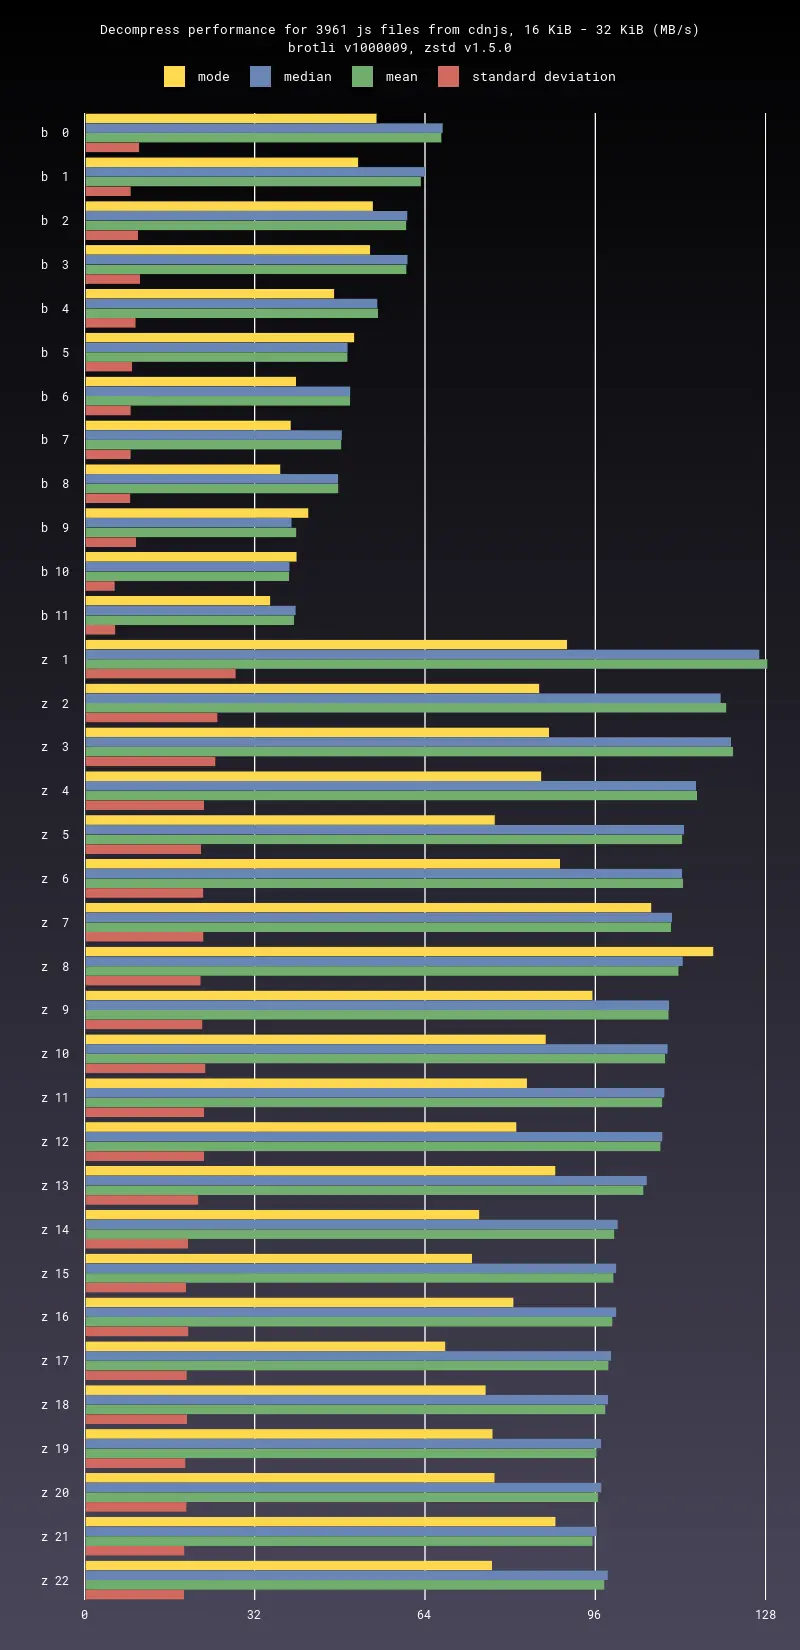 Decompress performance for 3961 js files from cdnjs, 16 KiB - 32 KiB (MB/s)
brotli v1000009, zstd v1.5.0
mode median mean standard deviation
b 0
b 1
b 2
b 3
b 4
b 5
b 6
b 7
b 8
b 9
b 10
b 11
z 1
z 2
z 3
z 4
z 5
z 6
z 7
z 8
z 9
z 10
z 11
z 12
z 13
z 14
z 15
z 16
z 17
z 18
z 19
z 20
z 21
z 22
0 32 64 96 128